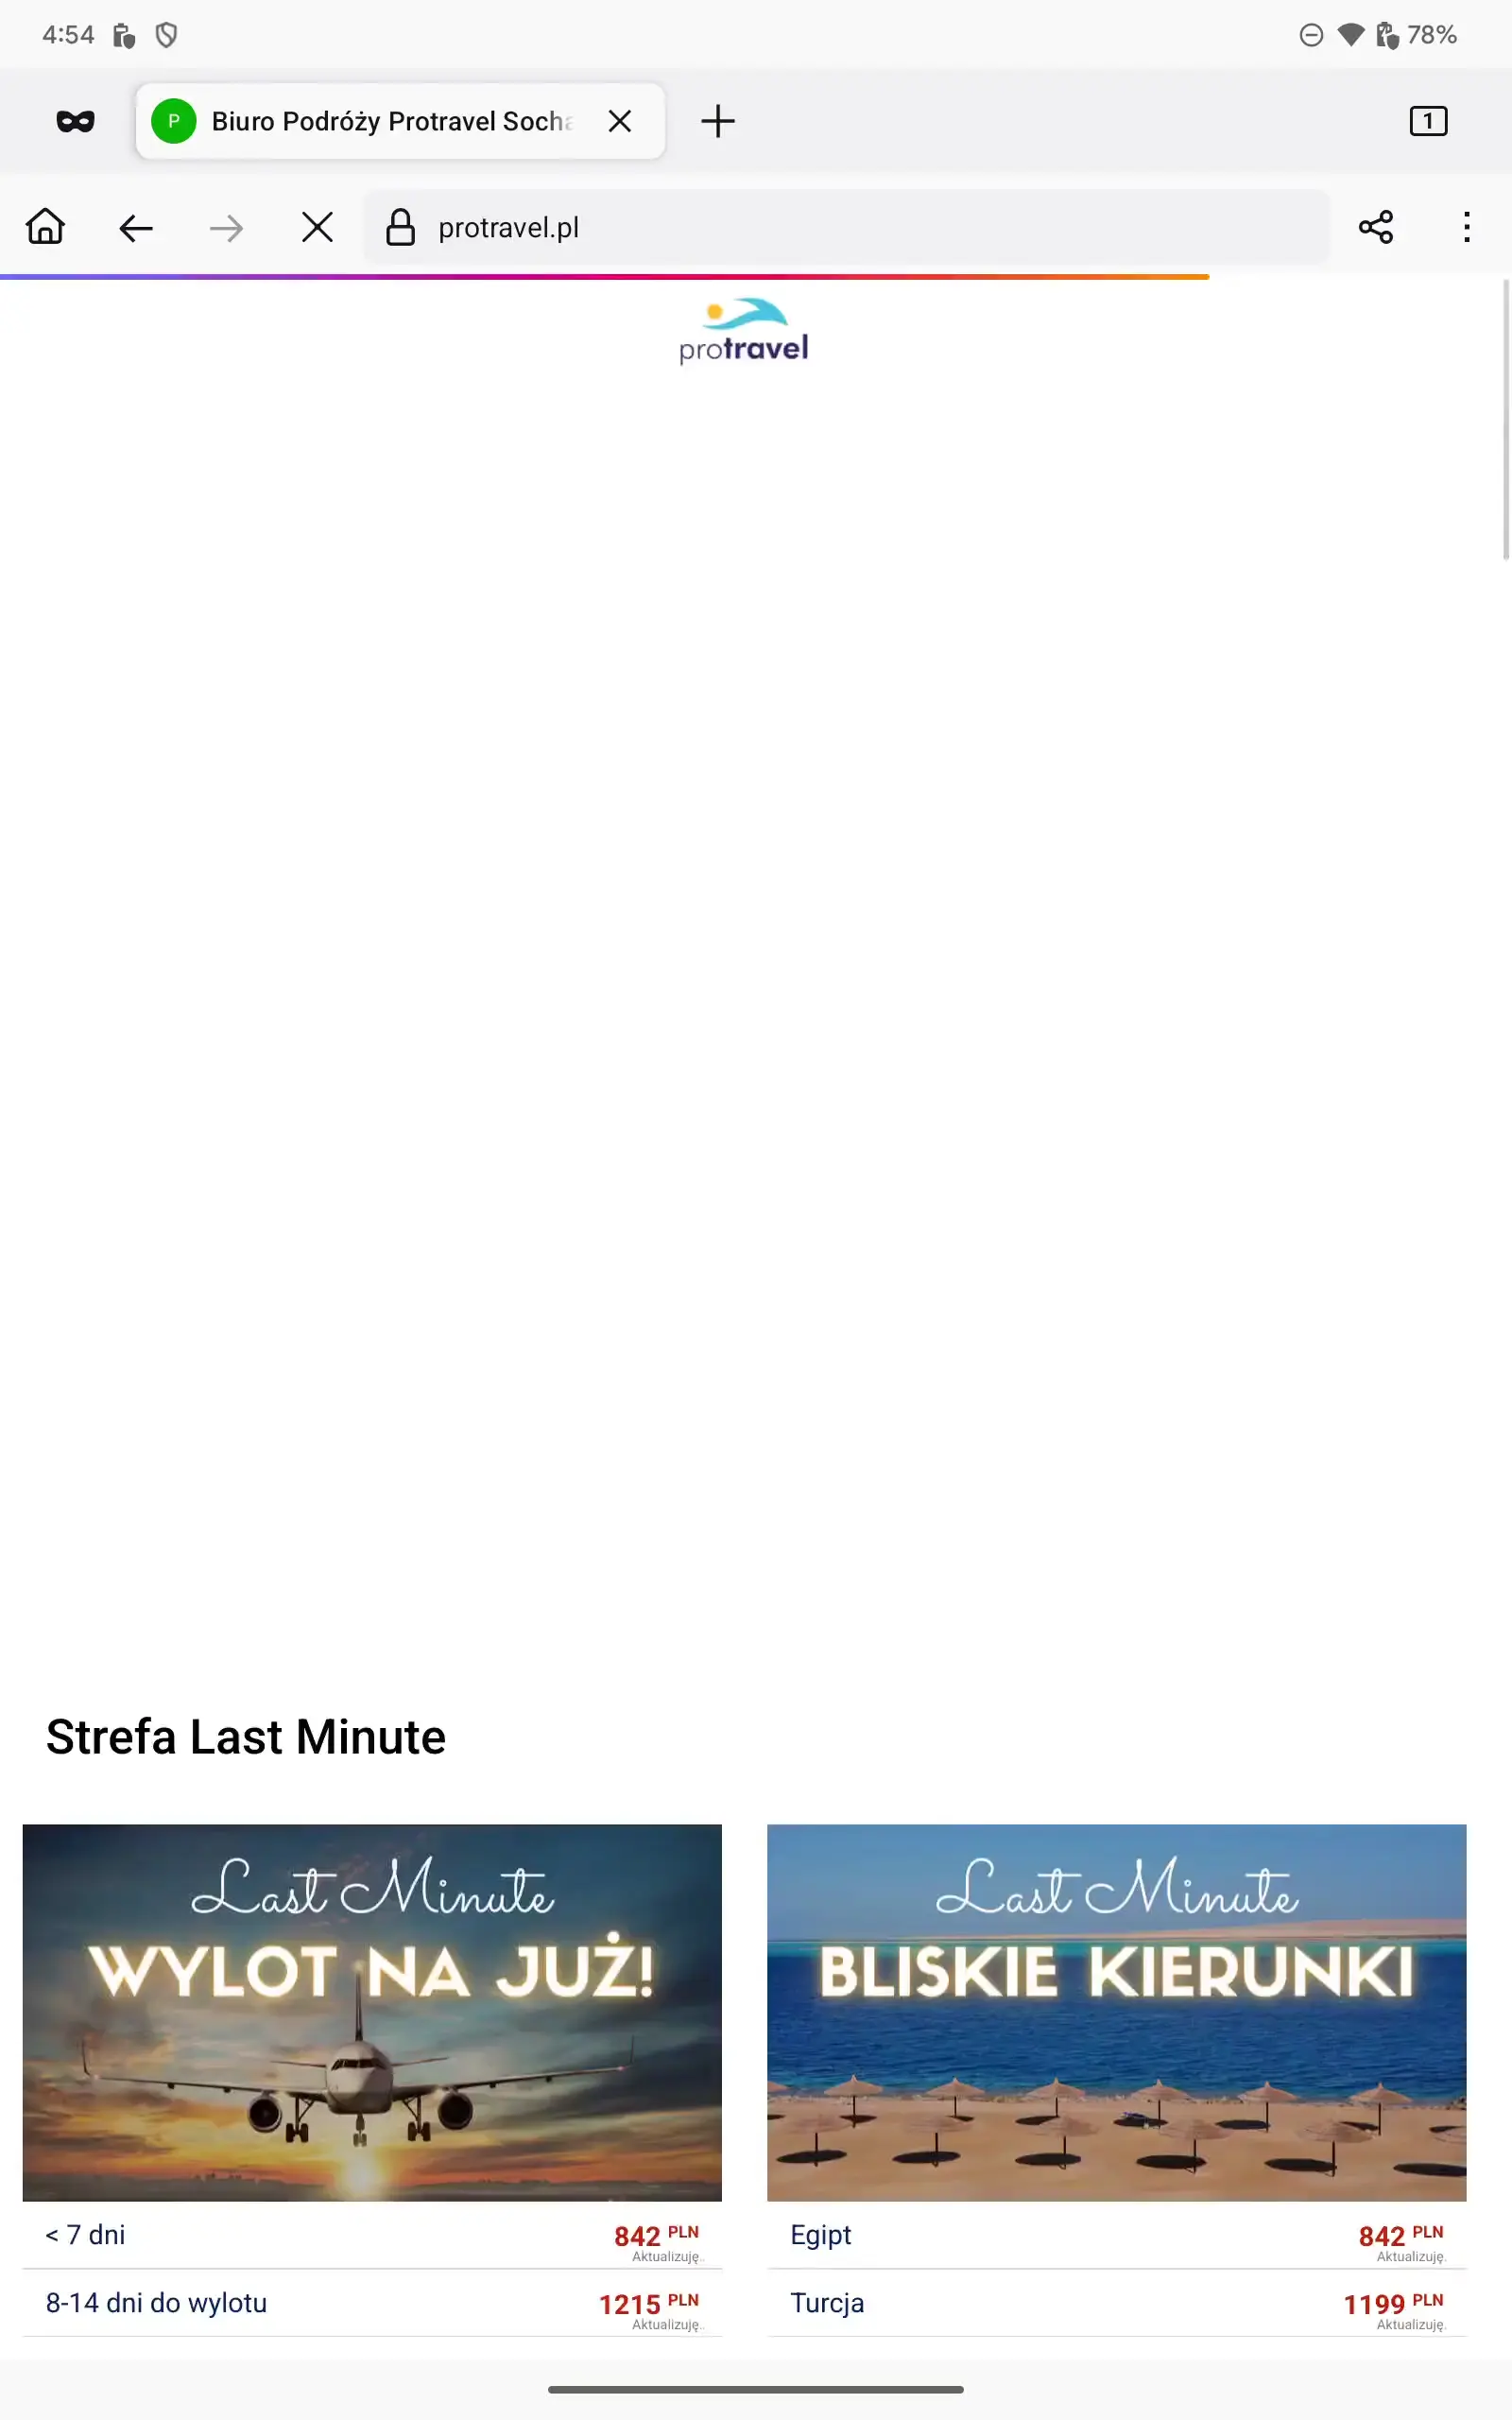 4:54
78%
P Biuro Podróży Protravel Socha
1
protravel.pl
protravel
Strefa Last Minute
Last Minute
WYLOT NA JUŻ!
< 7 dni 842 PLN
Aktualizuję..
8-14 dni do wylotu 1215 PLN
Aktualizuję..
Last Minute
BLISKIE KIERUNKI
Egipt 842 PLN
Aktualizuję.
Turcja 1199 PLN
Aktualizuję.